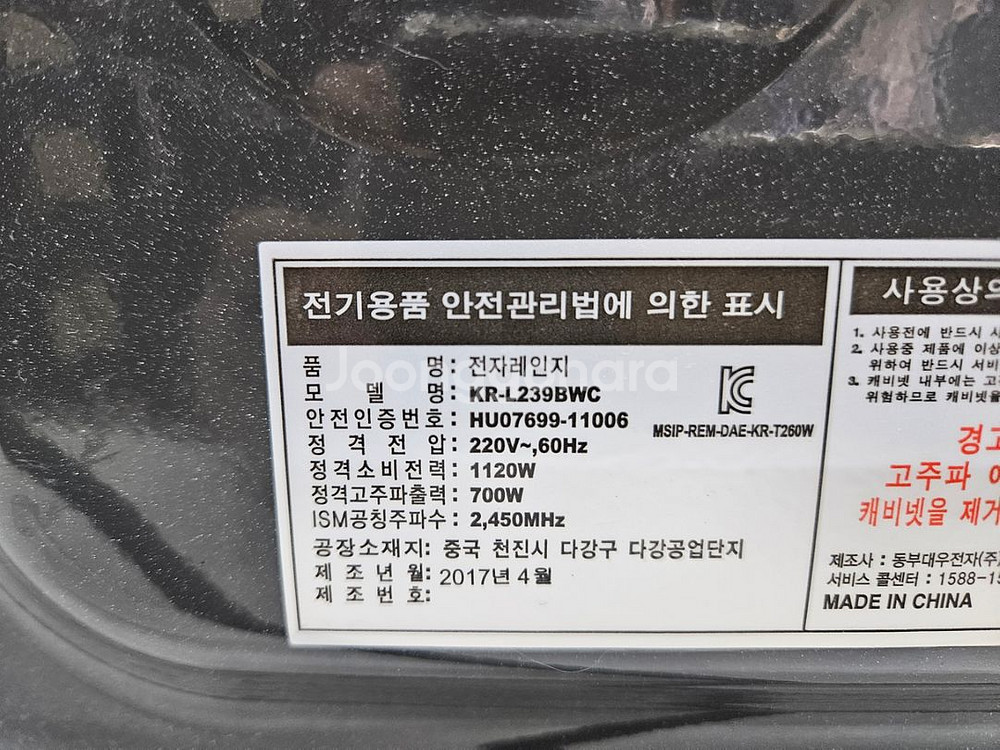 전기용품 안전관리법에 의한 표시
품 명 : 전자레인지
모 델 명 : KR-L239BWC
안전인증번호 : HU07699-11006
정 격 전 압 : 220V~,60Hz
정격소비전력 : 1120W
정격고주파출력 : 700W
ISM공칭주파수 : 2,450MHz
공장소재지: 중국 천진시 다강구 다강공업단지
제 조 년 월: 2017년 4월
제 조 번 호:
MSIP-REM-DAE-KR-T260W
Joongonara
사용상의
1. 사용전에 반드시
2. 사용중 제품에 이상
위하여 반드시 서비
3. 캐비넷 내부에는 고
위험하므로 캐비넷을
경고
고주파
캐비넷을 제거
제조사 : 동부대우전자(주)
서비스 콜센터 : 1588-15
MADE IN CHINA